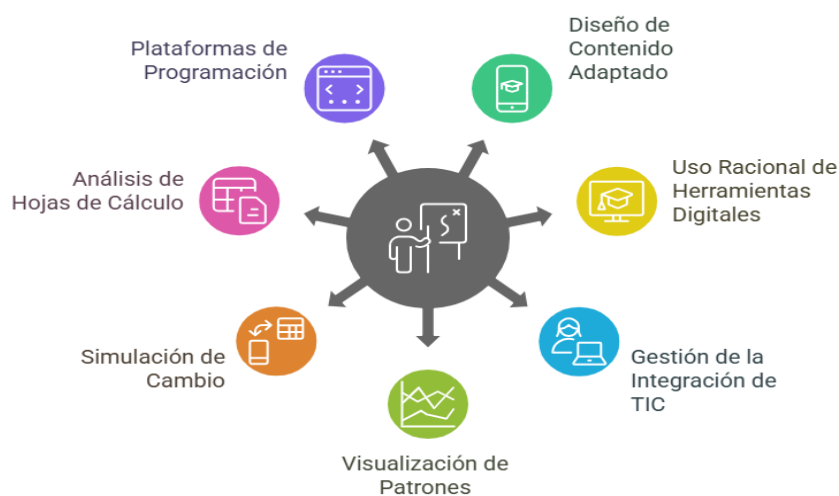 Plataformas de
Programación
Diseño de
Contenido
Adaptado
Análisis de
Hojas de Cálculo
Uso Racional de
Herramientas
Digitales
Simulación de
Cambio
Gestión de la
Integración de
TIC
Visualización de
Patrones